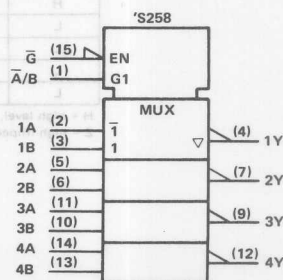 'S258
G̅ (15) EN
A̅/B (1) G1
MUX
1A (2) 1̅ (4) 1Y
1B (3) 1
2A (5) (7) 2Y
2B (6)
3A (11) (9) 3Y
3B (10)
4A (14) (12) 4Y
4B (13)